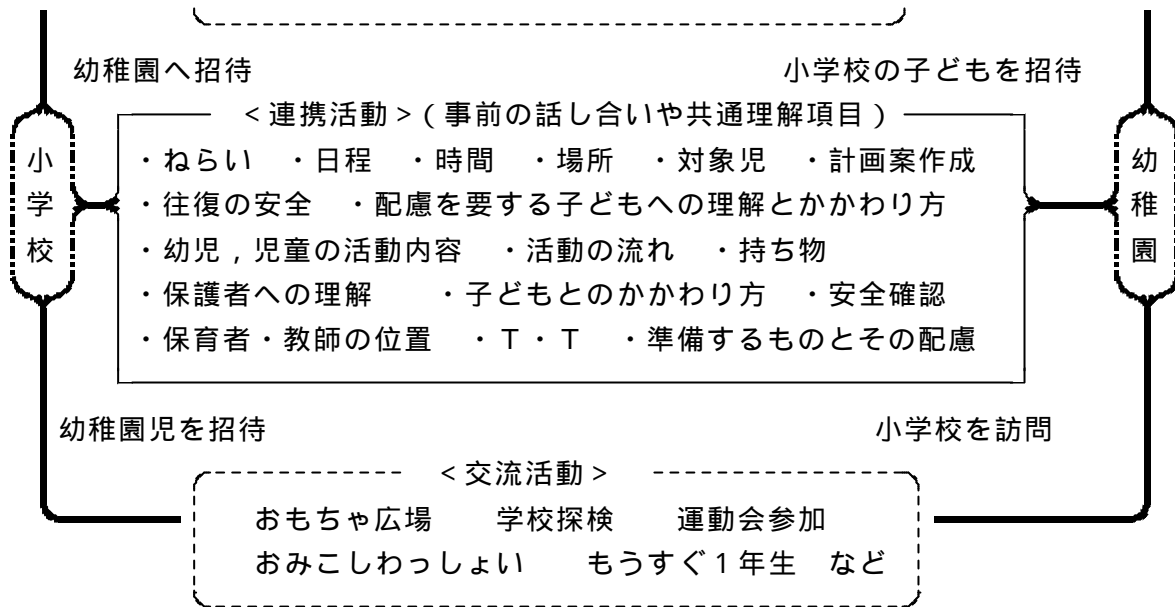 幼稚園へ招待
小学校の子どもを招待
小学校
<連携活動>(事前の話し合いや共通理解項目)
・ねらい ・日程 ・時間 ・場所 ・対象児 ・計画案作成
・往復の安全 ・配慮を要する子どもへの理解とかかわり方
・幼児,児童の活動内容 ・活動の流れ ・持ち物
・保護者への理解 ・子どもとのかかわり方 ・安全確認
・保育者・教師の位置 ・T・T ・準備するものとその配慮
幼稚園
幼稚園児を招待
小学校を訪問
<交流活動>
おもちゃ広場 学校探検 運動会参加
おみこしわっしょい もうすぐ1年生 など